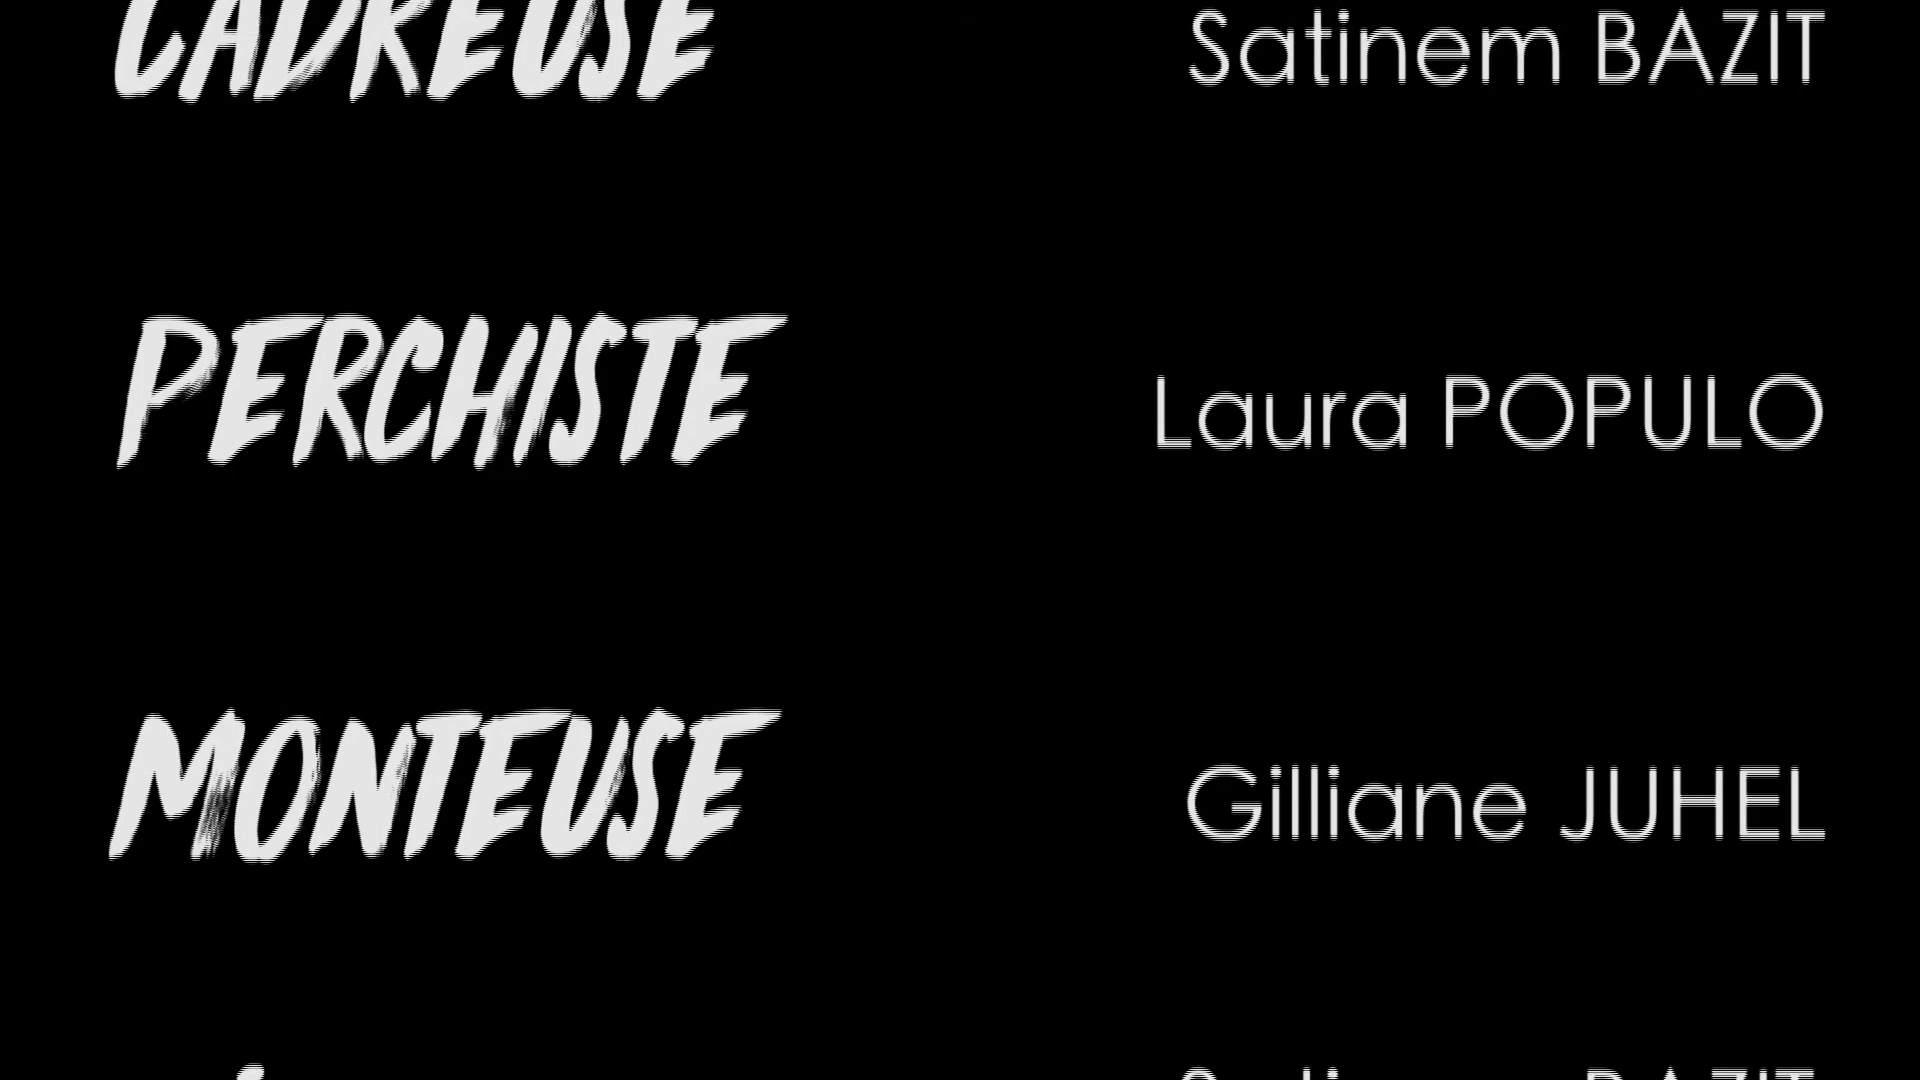 CADREUSE Satinem BAZIT
PERCHISTE Laura POPULO
MONTEUSE Gilliane JUHEL